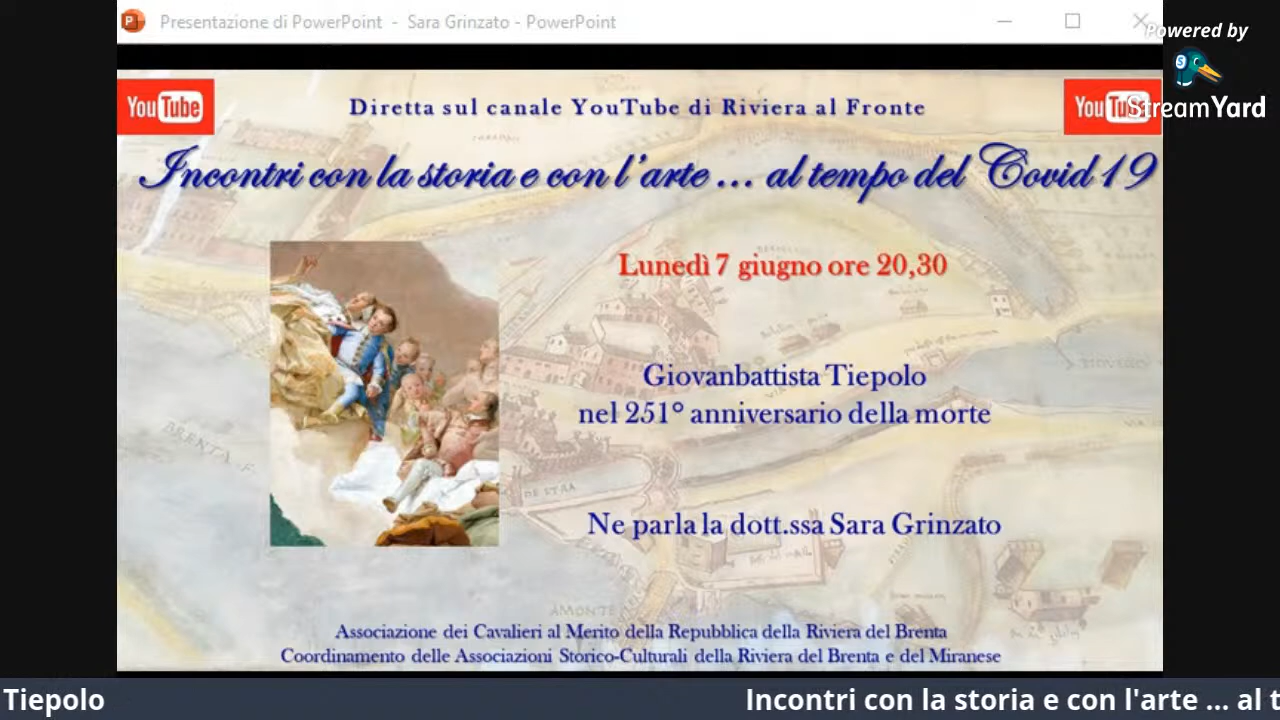 Presentazione di PowerPoint - Sara Grinzato - PowerPoint
Powered by
StreamYard
YouTube
Diretta sul canale YouTube di Riviera al Fronte
YouTube
Incontri con la storia e con l'arte ... al tempo del Covid 19
Lunedì 7 giugno ore 20,30
Giovanbattista Tiepolo
nel 251° anniversario della morte
Ne parla la dott.ssa Sara Grinzato
BRENTA F.
DE STRA
Associazione dei Cavalieri al Merito della Repubblica della Riviera del Brenta
Coordinamento delle Associazioni Storico-Culturali della Riviera del Brenta e del Miranese
Tiepolo
Incontri con la storia e con l'arte ... al t